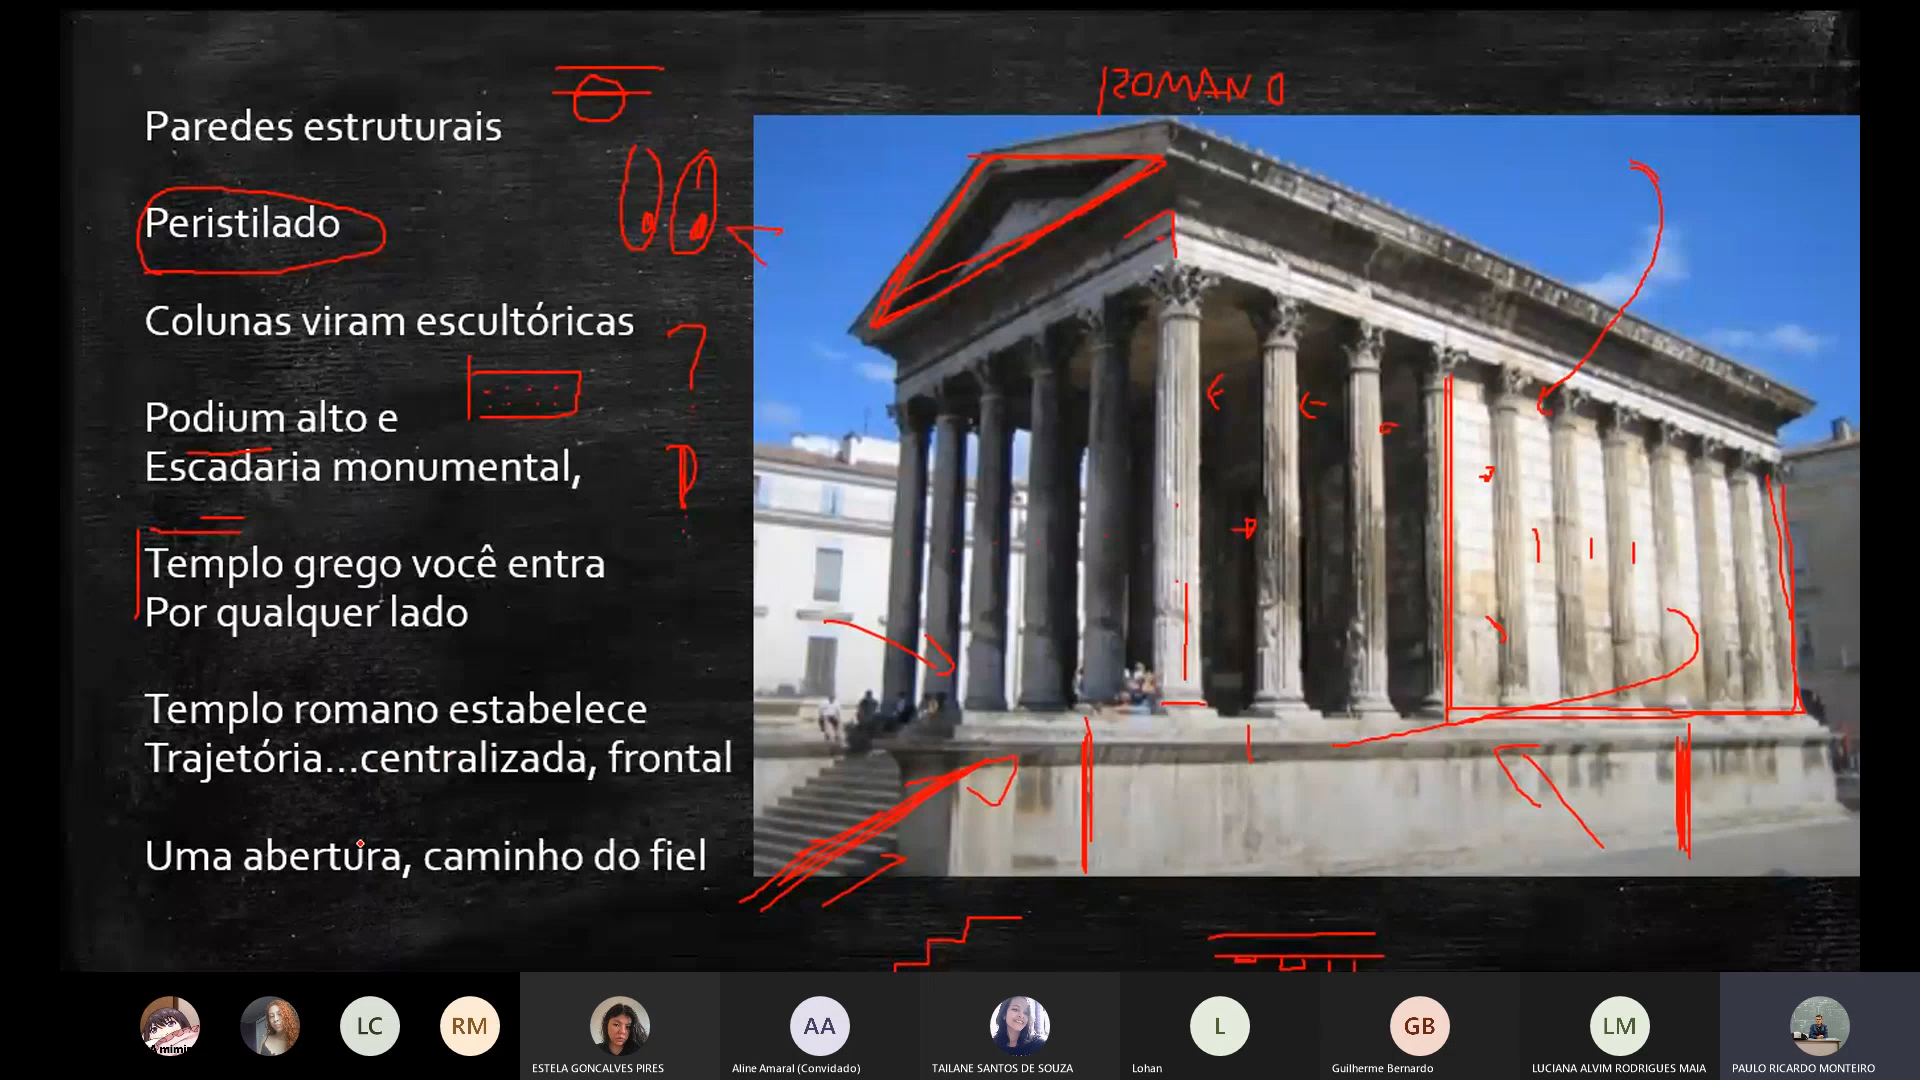 ROMANO
Paredes estruturais
Peristilado
Colunas viram escultóricas
Podium alto e
Escadaria monumental,
Templo grego você entra
Por qualquer lado
Templo romano estabelece
Trajetória...centralizada, frontal
Uma abertura, caminho do fiel
LC
RM
AA
L
GB
LM
ESTELA GONCALVES PIRES
Aline Amaral (Convidado)
TAILANE SANTOS DE SOUZA
Lohan
Guilherme Bernardo
LUCIANA ALVIM RODRIGUES MAIA
PAULO RICARDO MONTEIRO